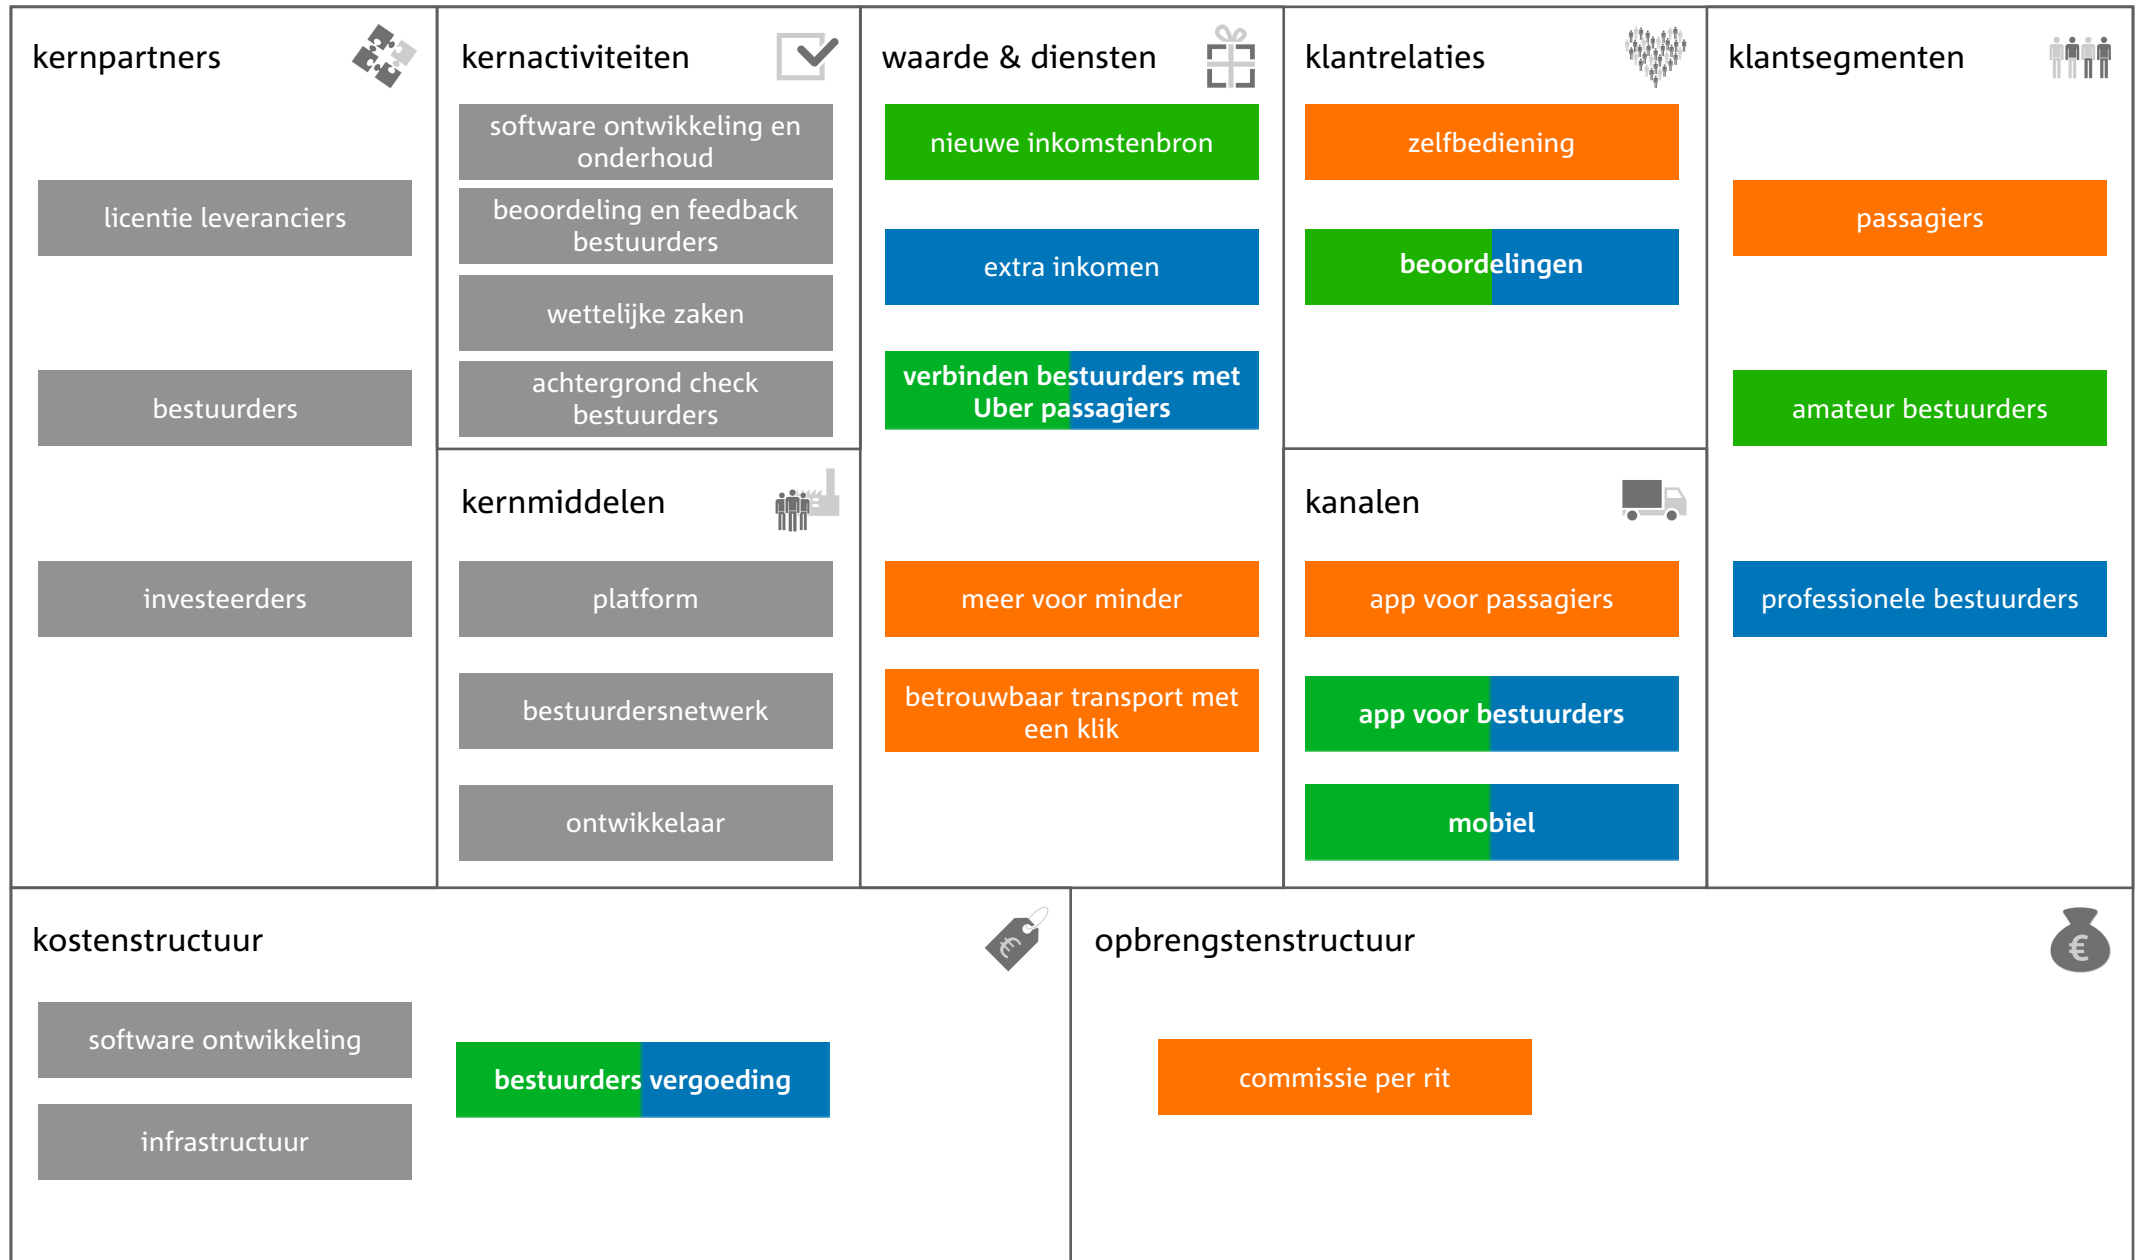 kernpartners
licentie leveranciers
bestuurders
investeerders
kernactiviteiten
software ontwikkeling en
onderhoud
beoordeling en feedback
bestuurders
wettelijke zaken
achtergrond check
bestuurders
kernmiddelen
platform
bestuurdersnetwerk
ontwikkelaar
waarde & diensten
nieuwe inkomstenbron
extra inkomen
verbinden bestuurders met
Uber passagiers
meer voor minder
betrouwbaar transport met
een klik
klantrelaties
zelfbediening
beoordelingen
kanalen
app voor passagiers
app voor bestuurders
mobiel
klantsegmenten
passagiers
amateur bestuurders
professionele bestuurders
kostenstructuur
€
software ontwikkeling
infrastructuur
bestuurders vergoeding
opbrengstenstructuur
€
commissie per rit